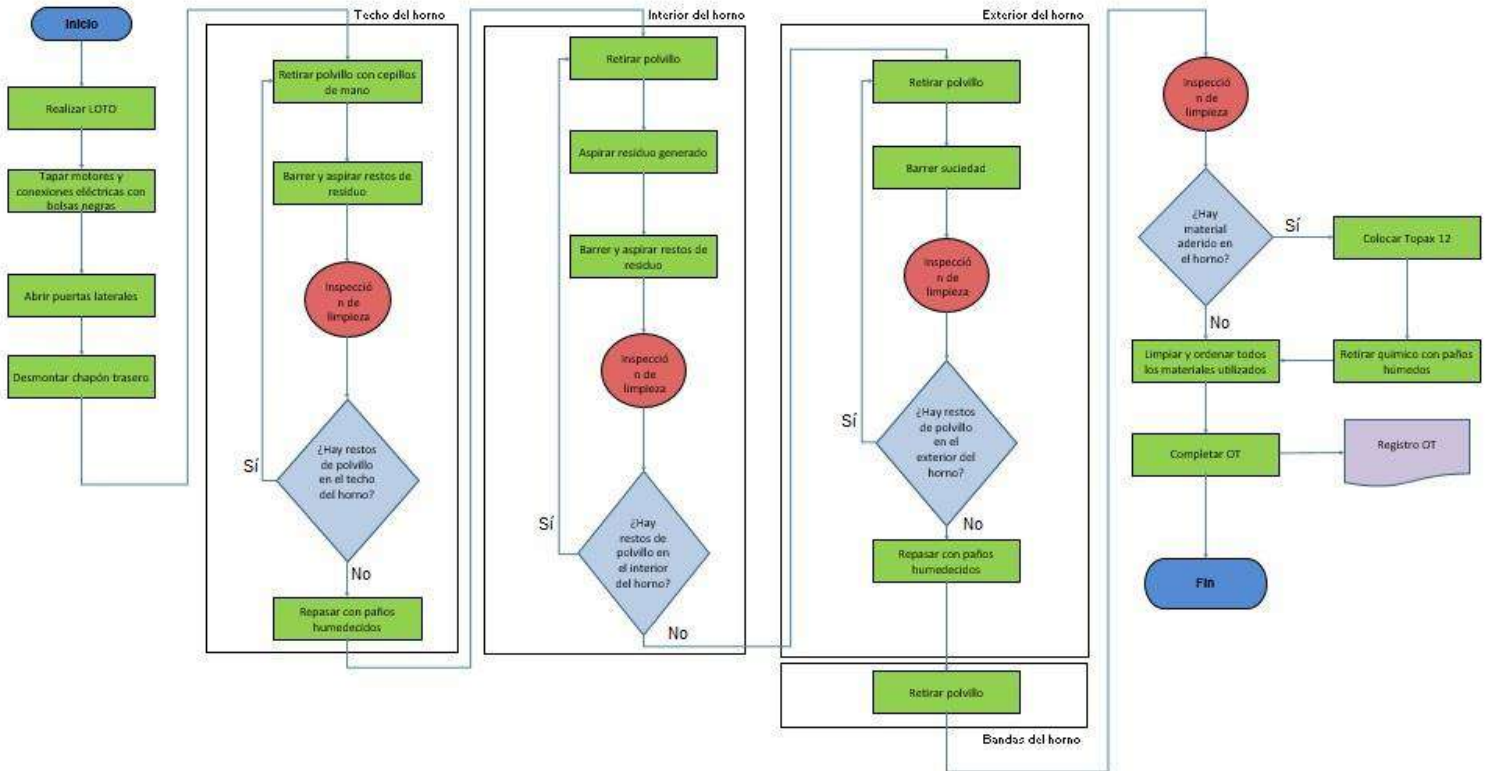 Inicio
Realizar LOTO
Tapar motores y
conexiones eléctricas con
bolsas negras
Abrir puertas laterales
Desmontar chapón trasero
Techo del horno
Retirar polvillo con cepillos
de mano
Barrer y aspirar restos de
residuo
Inspecció
n de
limpieza
¿Hay restos
de polvillo
en el techo
del horno?
Sí
No
Repasar con paños
humedecidos
Interior del horno
Retirar polvillo
Aspirar residuo generado
Barrer y aspirar restos de
residuo
Inspecció
n de
limpieza
¿Hay
restos de
polvillo en
el interior
del horno?
Sí
No
Exterior del horno
Retirar polvillo
Barrer suciedad
Inspecció
n de
limpieza
¿Hay restos
de polvillo
en el
exterior del
horno?
Sí
No
Repasar con paños
humedecidos
Retirar polvillo
Bandas del horno
Inspecció
n de
limpieza
¿Hay
material
aderido en
el horno?
Sí
No
Colocar Topax 12
Retirar químico con paños
húmedos
Limpiar y ordenar todos
los materiales utilizados
Completar OT
Registro OT
Fin